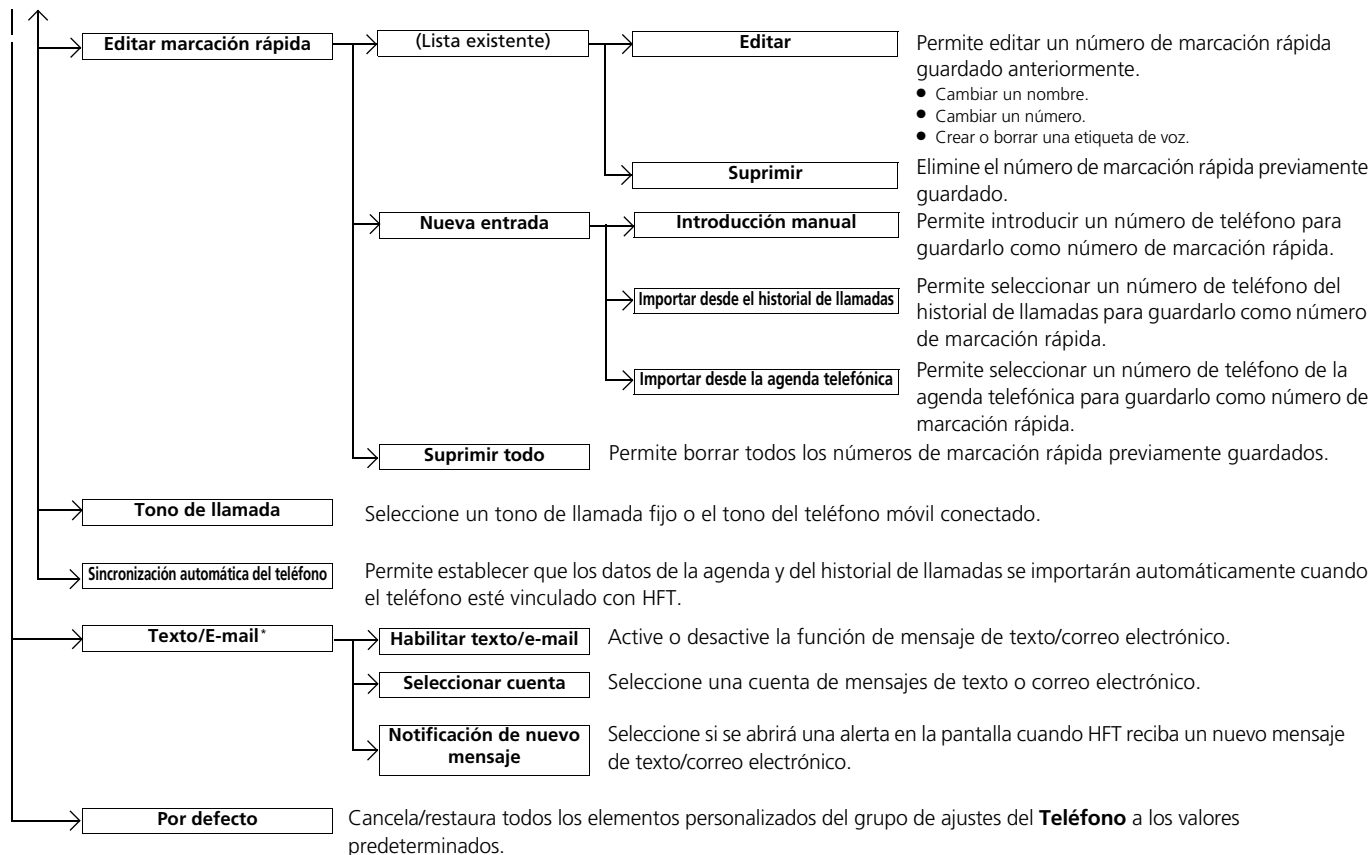 Editar marcación rápida
(Lista existente)
Editar
Permite editar un número de marcación rápida
guardado anteriormente.
● Cambiar un nombre.
● Cambiar un número.
● Crear o borrar una etiqueta de voz.
Suprimir
Elimine el número de marcación rápida previamente
guardado.
Nueva entrada
Introducción manual
Permite introducir un número de teléfono para
guardarlo como número de marcación rápida.
Importar desde el historial de llamadas
Permite seleccionar un número de teléfono del
historial de llamadas para guardarlo como número
de marcación rápida.
Importar desde la agenda telefónica
Permite seleccionar un número de teléfono de la
agenda telefónica para guardarlo como número de
marcación rápida.
Suprimir todo
Permite borrar todos los números de marcación rápida previamente guardados.
Tono de llamada
Seleccione un tono de llamada fijo o el tono del teléfono móvil conectado.
Sincronización automática del teléfono
Permite establecer que los datos de la agenda y del historial de llamadas se importarán automáticamente cuando
el teléfono esté vinculado con HFT.
Texto/E-mail*
Habilitar texto/e-mail
Active o desactive la función de mensaje de texto/correo electrónico.
Seleccionar cuenta
Seleccione una cuenta de mensajes de texto o correo electrónico.
Notificación de nuevo
mensaje
Seleccione si se abrirá una alerta en la pantalla cuando HFT reciba un nuevo mensaje
de texto/correo electrónico.
Por defecto
Cancela/restaura todos los elementos personalizados del grupo de ajustes del Teléfono a los valores
predeterminados.